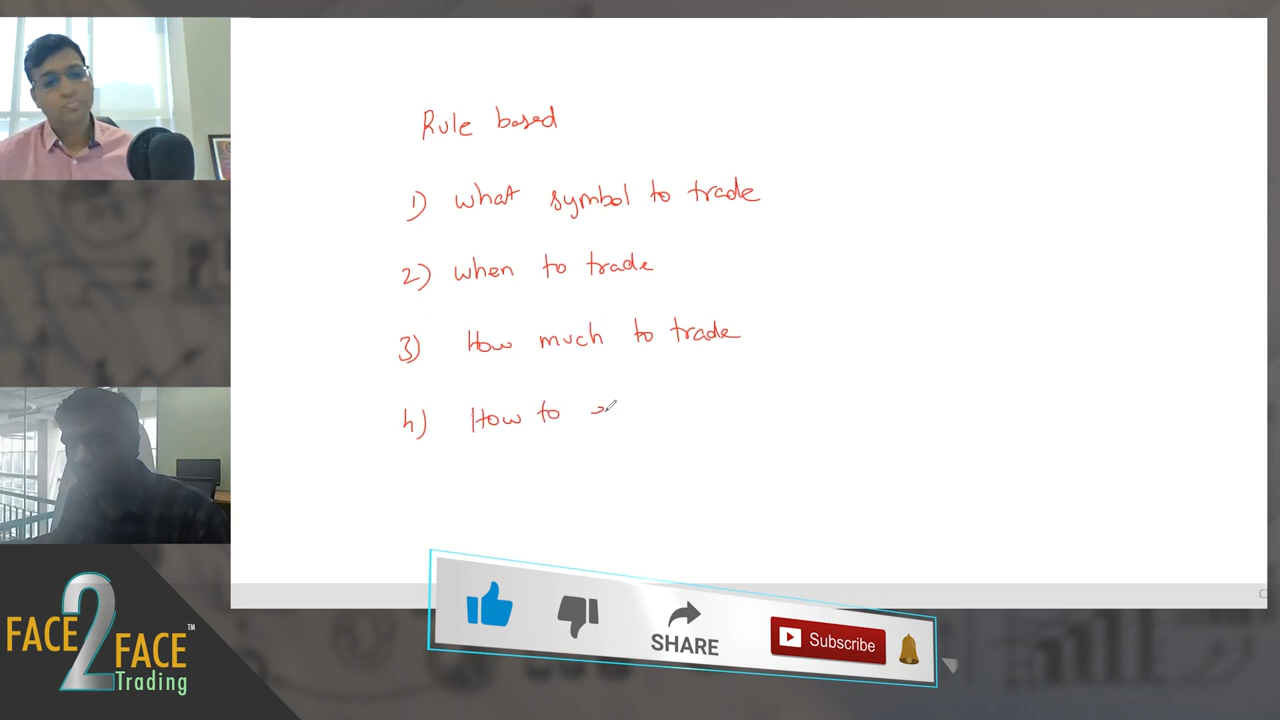 Rule based
1) what symbol to trade
2) when to trade
3) How much to trade
4) How to
FACE 2 FACE ™
Trading
SHARE
Subscribe